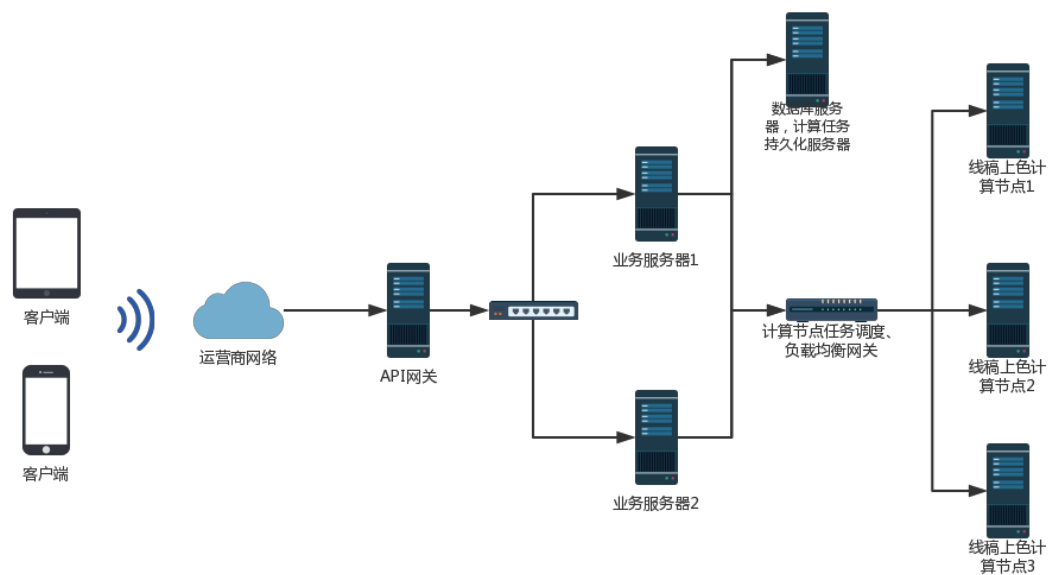 客户端
客户端
运营商网络
API网关
业务服务器1
业务服务器2
数据库服务
器，计算任务
持久化服务器
计算节点任务调度、
负载均衡网关
线稿上色计
算节点1
线稿上色计
算节点2
线稿上色计
算节点3